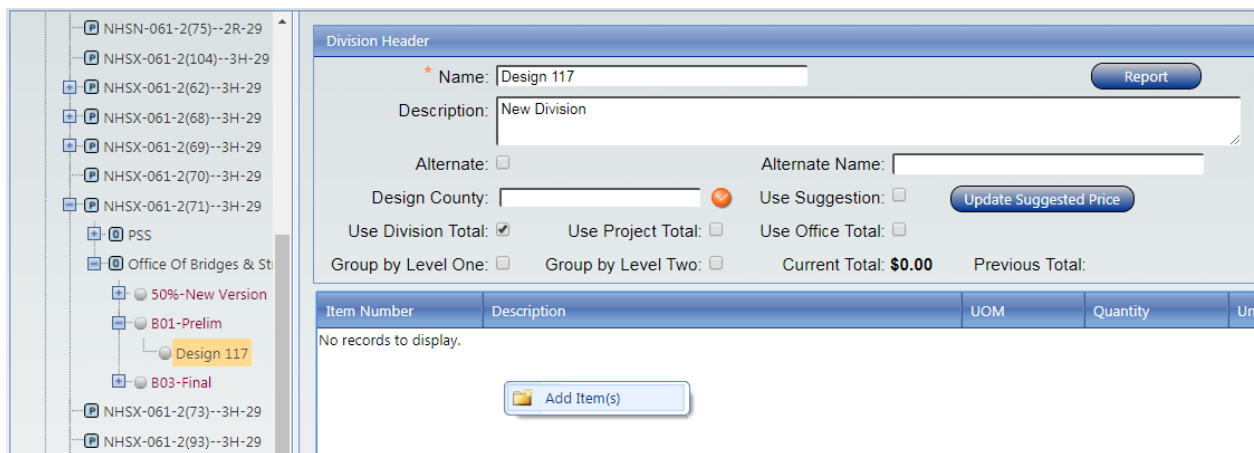 NHSN-061-2(75)--2R-29
NHSX-061-2(104)--3H-29
NHSX-061-2(62)--3H-29
NHSX-061-2(68)--3H-29
NHSX-061-2(69)--3H-29
NHSX-061-2(70)--3H-29
NHSX-061-2(71)--3H-29
PSS
Office Of Bridges & St
50%-New Version
B01-Prelim
Design 117
B03-Final
NHSX-061-2(73)--3H-29
NHSX-061-2(93)--3H-29
Division Header
* Name: Design 117 Report
Description: New Division
Alternate: Alternate Name:
Design County: Use Suggestion: Update Suggested Price
Use Division Total: Use Project Total: Use Office Total:
Group by Level One: Group by Level Two: Current Total: $0.00 Previous Total:
Item Number Description UOM Quantity Un
No records to display.
Add Item(s)